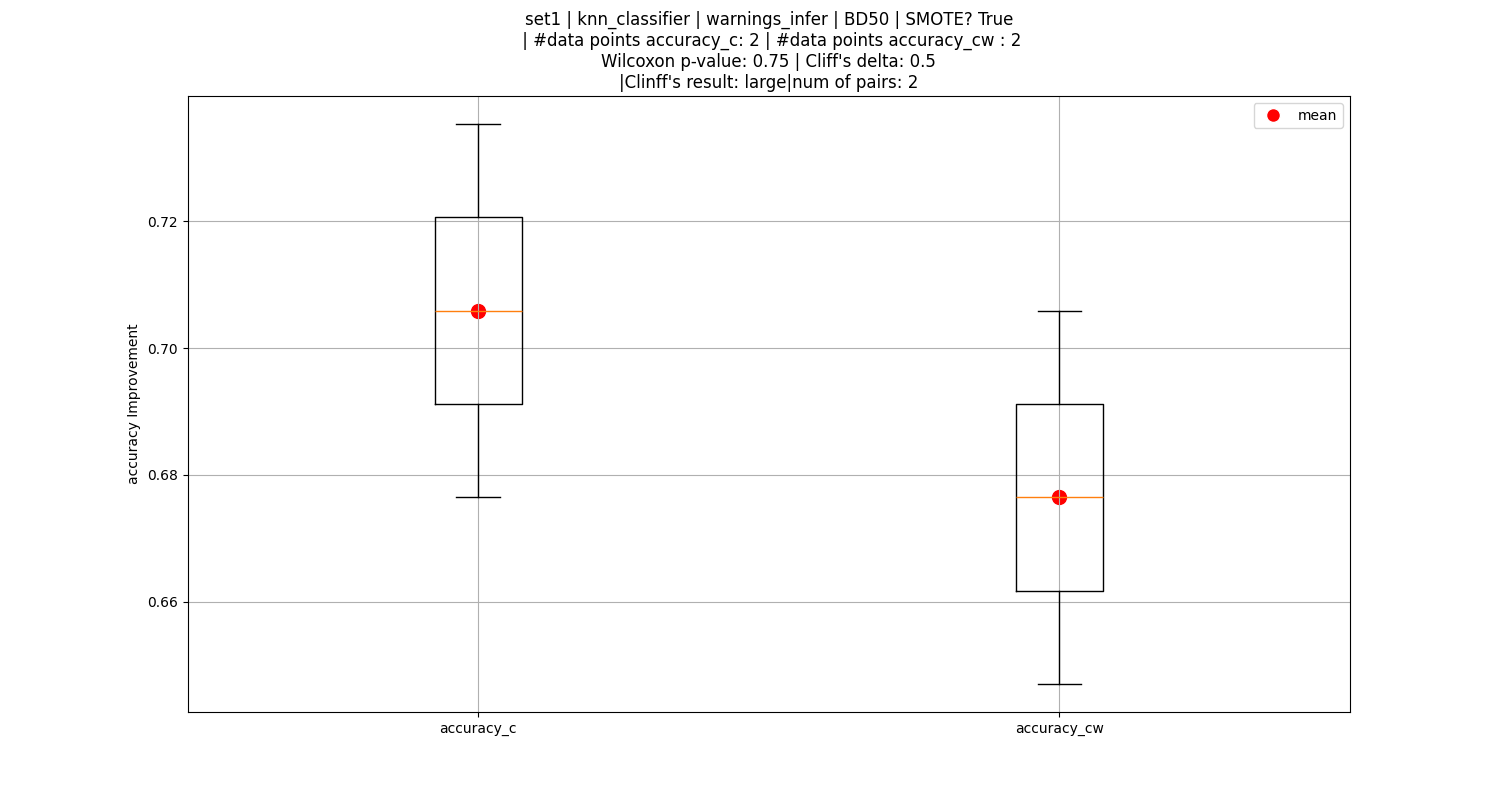 set1 | knn_classifier | warnings_infer | BD50 | SMOTE? True
| #data points accuracy_c: 2 | #data points accuracy_cw : 2
Wilcoxon p-value: 0.75 | Cliff's delta: 0.5
|Clinff's result: large|num of pairs: 2
mean
0.72
0.70
0.68
0.66
accuracy Improvement
accuracy_c
accuracy_cw